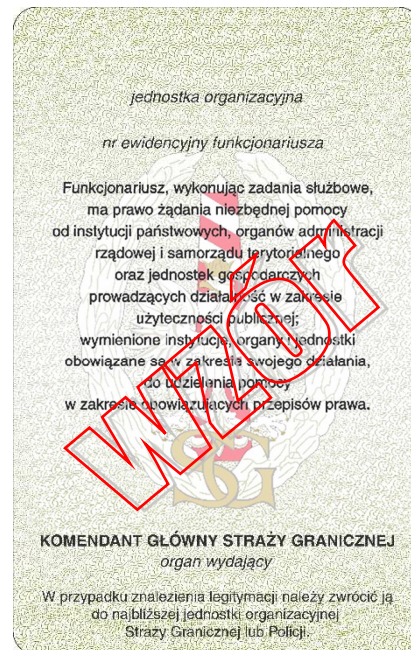 jednostka organizacyjna
nr ewidencyjny funkcjonariusza
Funkcjonariusz, wykonując zadania służbowe,
ma prawo żądania niezbędnej pomocy
od instytucji państwowych, organów administracji
rządowej i samorządu terytorialnego
oraz jednostek gospodarczych
prowadzących działalność w zakresie
użyteczności publicznej;
wymienione instytucje, organy i jednostki
obowiązane są w zakresie swojego działania,
do udzielenia pomocy
w zakresie obowiązujących przepisów prawa.
wzór
SG
KOMENDANT GŁÓWNY STRAŻY GRANICZNEJ
organ wydający
W przypadku znalezienia legitymacji należy zwrócić ją
do najbliższej jednostki organizacyjnej
Straży Granicznej lub Policji.